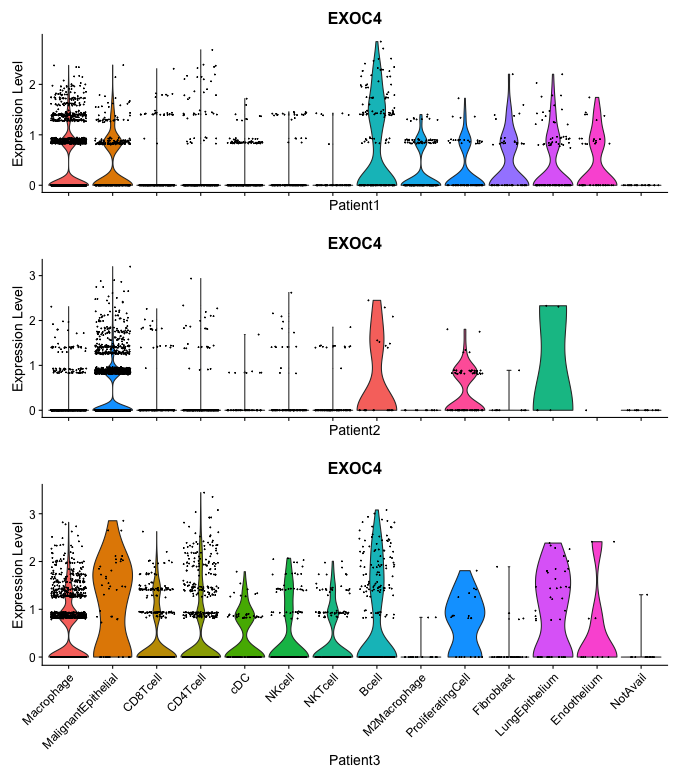 EXOC4
Expression Level
2
1
0
Patient1
EXOC4
Expression Level
3
2
1
0
Patient2
EXOC4
Expression Level
3
2
1
0
Macrophage
MalignantEpithelial
CD8Tcell
CD4Tcell
cDC
NKcell
NKTcell
Bcell
M2Macrophage
ProliferatingCell
Fibroblast
LungEpithelium
Endothelium
NotAvail
Patient3